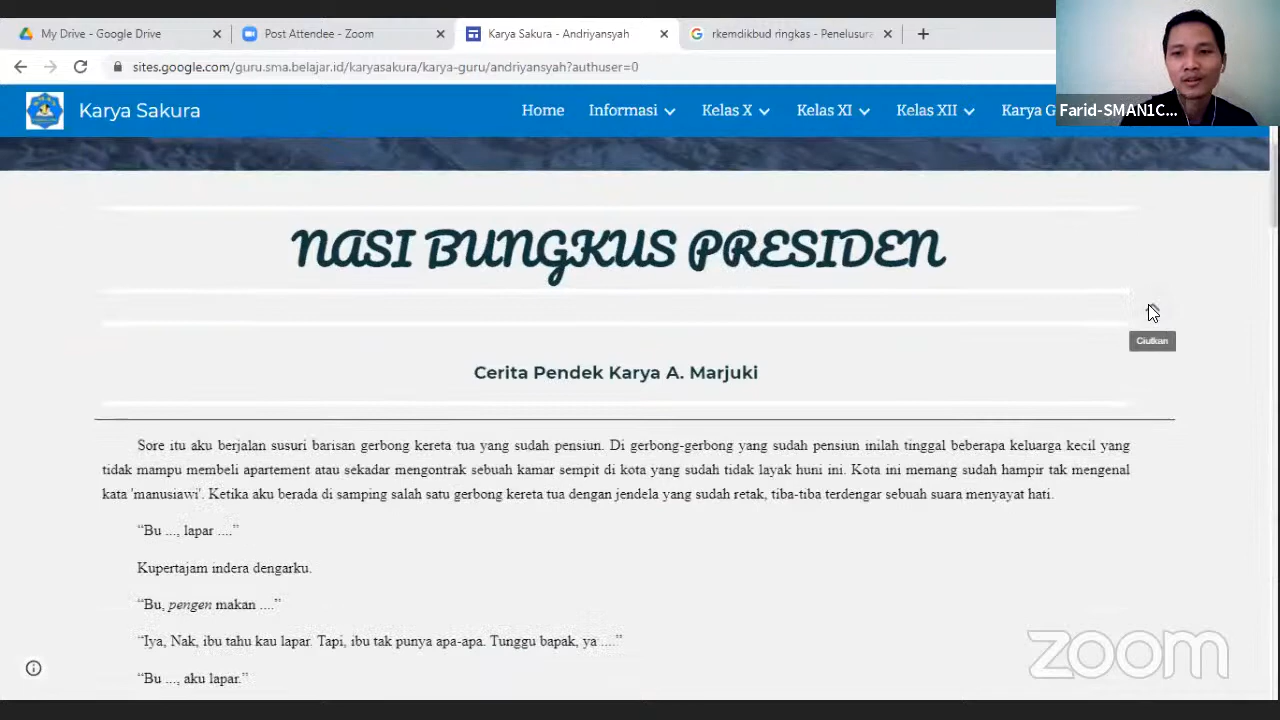 My Drive - Google Drive
Post Attendee - Zoom
Karya Sakura - Andriyansyah
rkemdikbud ringkas - Penelusura
sites.google.com/guru.sma.belajar.id/karyasakura/karya-guru/andriyansyah?authuser=0
Karya Sakura
Home
Informasi
Kelas X
Kelas XI
Kelas XII
Karya G
Farid-SMAN1C...
NASI BUNGKUS PRESIDEN
Ciutkan
Cerita Pendek Karya A. Marjuki
Sore itu aku berjalan susuri barisan gerbong kereta tua yang sudah pensiun. Di gerbong-gerbong yang sudah pensiun inilah tinggal beberapa keluarga kecil yang
tidak mampu membeli apartement atau sekadar mengontrak sebuah kamar sempit di kota yang sudah tidak layak huni ini. Kota ini memang sudah hampir tak mengenal
kata 'manusiawi'. Ketika aku berada di samping salah satu gerbong kereta tua dengan jendela yang sudah retak, tiba-tiba terdengar sebuah suara menyayat hati.
“Bu ..., lapar ....”
Kupertajam indera dengarku.
“Bu, pengen makan ....”
“Iya, Nak, ibu tahu kau lapar. Tapi, ibu tak punya apa-apa. Tunggu bapak, ya ....”
“Bu ..., aku lapar.”
zoom